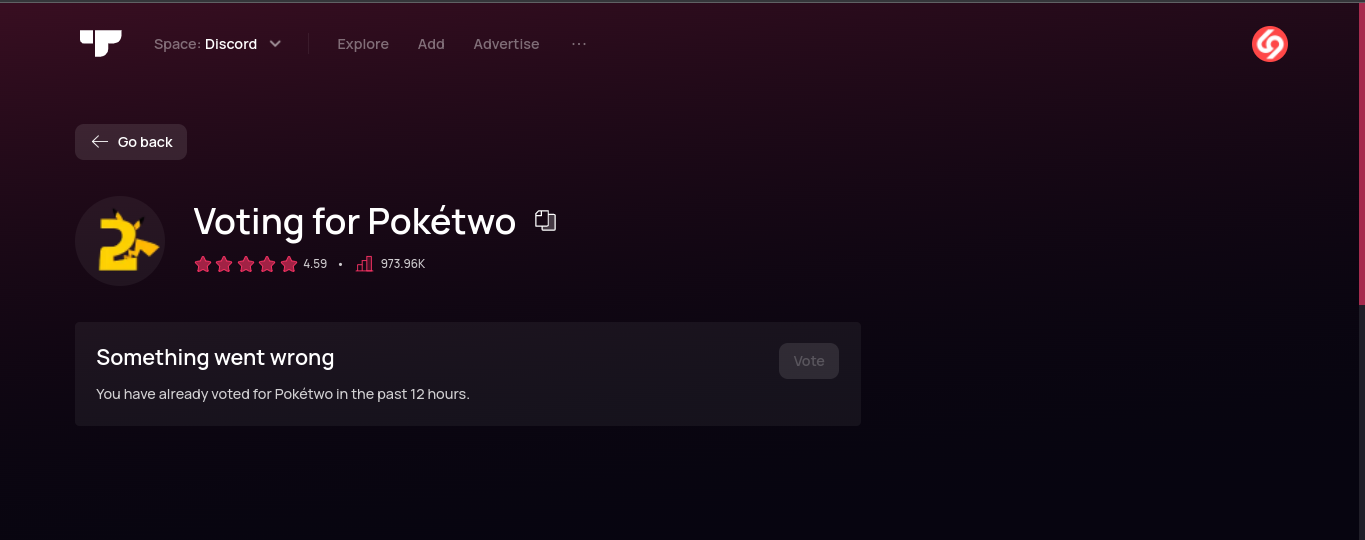 Space: Discord Explore Add Advertise ···
Go back
Voting for Pokétwo
4.59 • 973.96K
Something went wrong
Vote
You have already voted for Pokétwo in the past 12 hours.